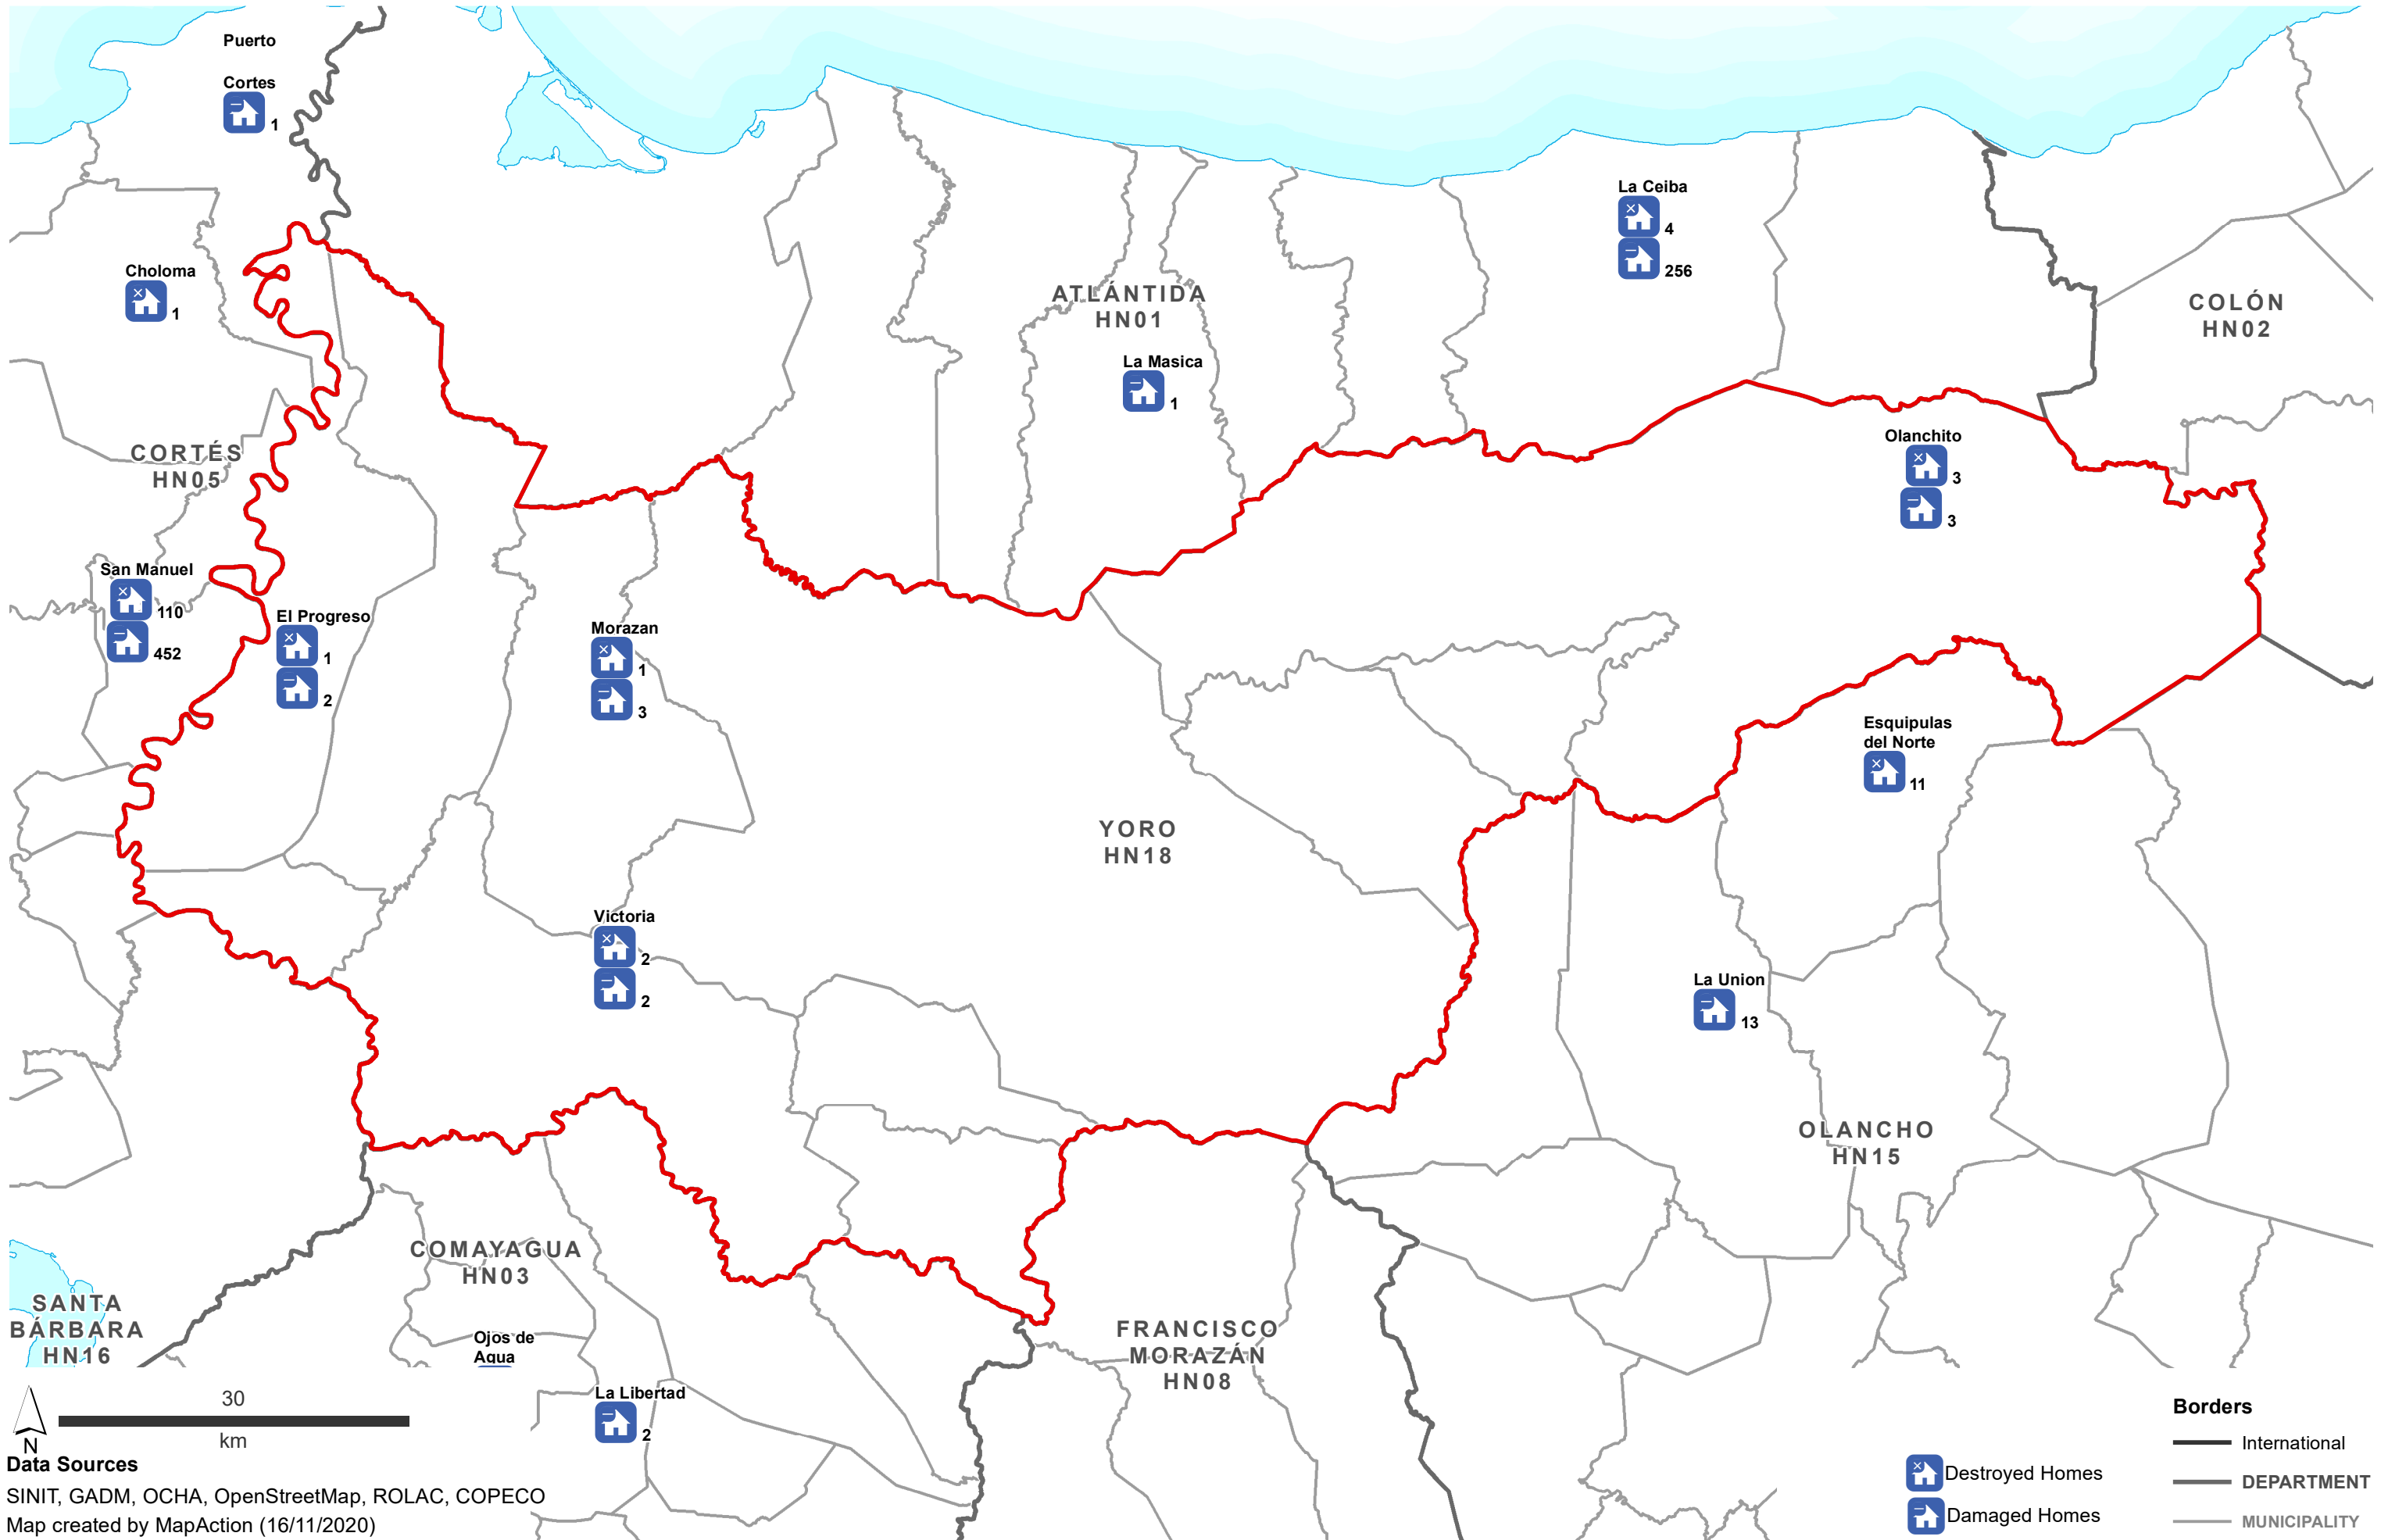 Puerto
Cortes
1
La Ceiba
4
256
Choloma
1
ATLÁNTIDA
HN01
COLÓN
HN02
La Masica
1
CORTÉS
HN05
Olanchito
3
3
San Manuel
110
452
El Progreso
1
2
Morazan
1
3
Esquipulas
del Norte
11
YORO
HN18
Victoria
2
2
La Union
13
OLANCHO
HN15
COMAYAGUA
HN03
SANTA
BÁRBARA
HN16
Ojos de
Agua
FRANCISCO
MORAZÁN
HN08
La Libertad
2
30
km
N
Data Sources
SINIT, GADM, OCHA, OpenStreetMap, ROLAC, COPECO
Map created by MapAction (16/11/2020)
Destroyed Homes
Damaged Homes
Borders
International
DEPARTMENT
MUNICIPALITY